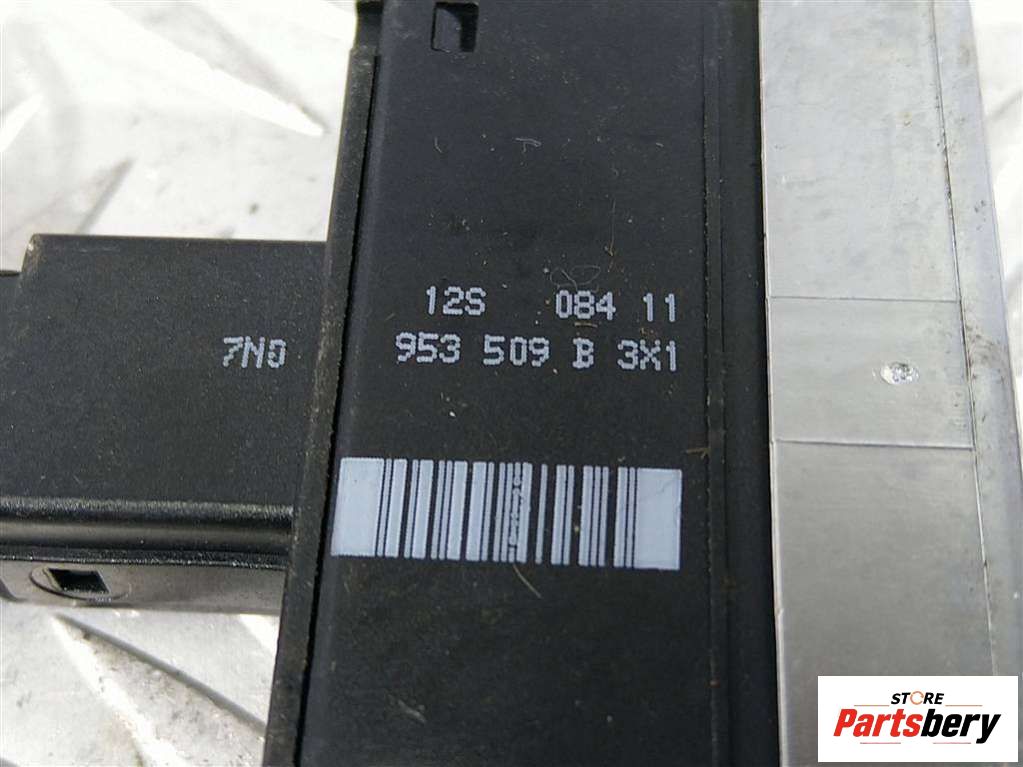 12S 084 11
7N0 953 509 B 3X1
STORE
Partsbery